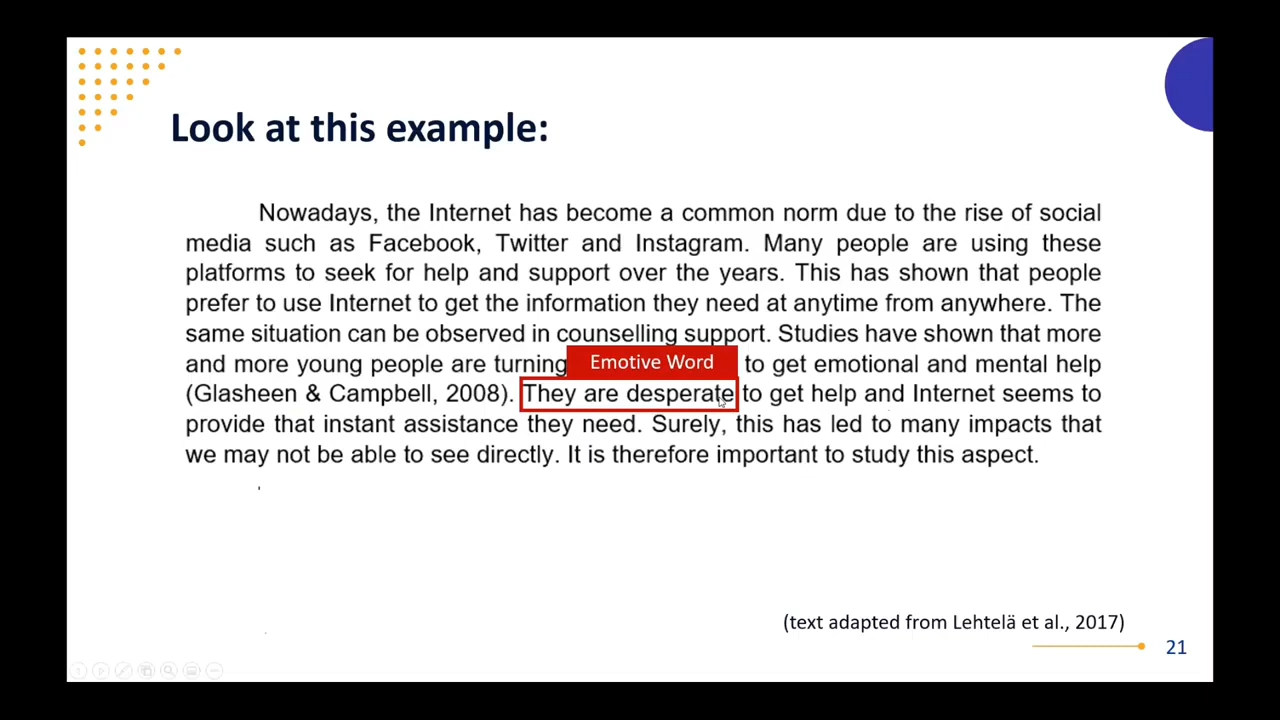 Look at this example:
Nowadays, the Internet has become a common norm due to the rise of social
media such as Facebook, Twitter and Instagram. Many people are using these
platforms to seek for help and support over the years. This has shown that people
prefer to use Internet to get the information they need at anytime from anywhere. The
same situation can be observed in counselling support. Studies have shown that more
and more young people are turning Emotive Word to get emotional and mental help
(Glasheen & Campbell, 2008). They are desperate to get help and Internet seems to
provide that instant assistance they need. Surely, this has led to many impacts that
we may not be able to see directly. It is therefore important to study this aspect.
(text adapted from Lehtelä et al., 2017)
21